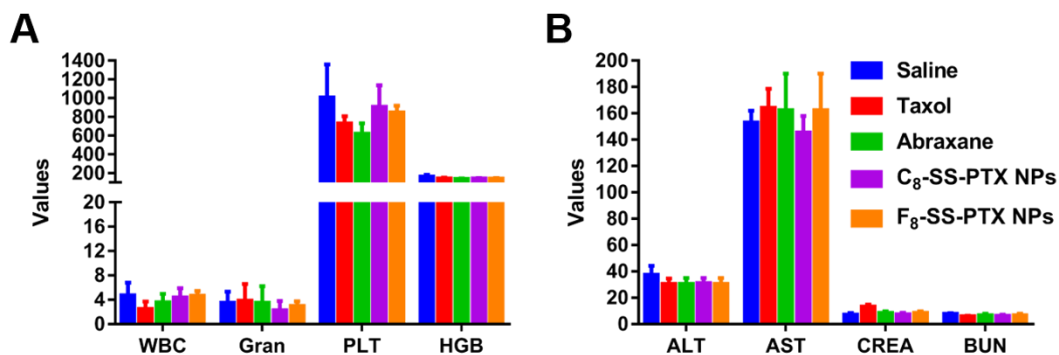 A
Values
1400
1200
1000
800
600
400
200
20
16
12
8
4
0
WBC Gran PLT HGB
B
Values
200
180
160
140
120
100
80
60
40
20
0
ALT AST CREA BUN
Saline
Taxol
Abraxane
C₈-SS-PTX NPs
F₈-SS-PTX NPs